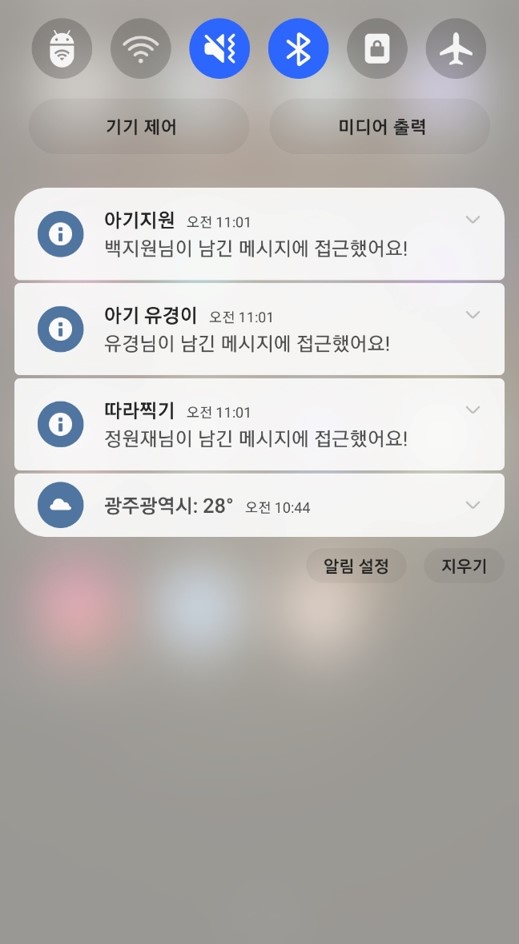 기기 제어
미디어 출력
아기지원 오전 11:01
백지원님이 남긴 메시지에 접근했어요!
아기 유경이 오전 11:01
유경님이 남긴 메시지에 접근했어요!
따라찍기 오전 11:01
정원재님이 남긴 메시지에 접근했어요!
광주광역시: 28° 오전 10:44
알림 설정
지우기